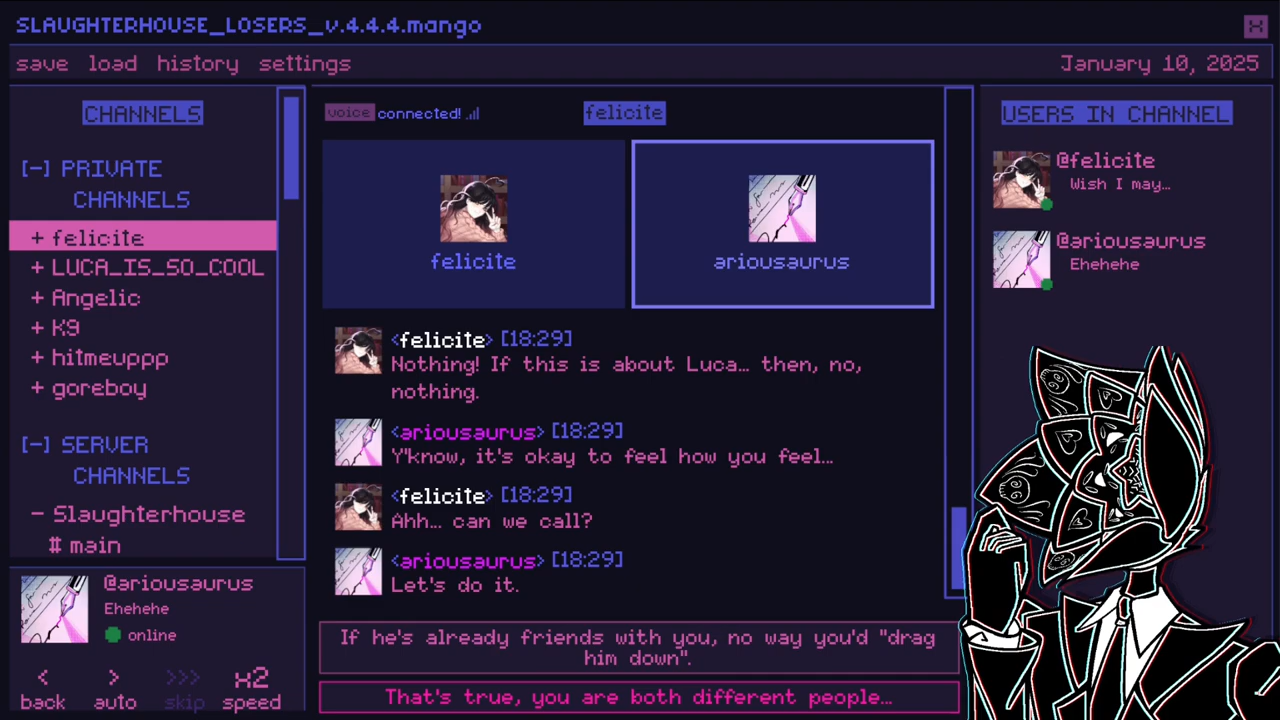 SLAUGHTERHOUSE_LOSERS_v.4.4.4.mango
X
save load history settings
January 10, 2025
CHANNELS
[-] PRIVATE
CHANNELS
+ felicite
+ LUCA_IS_SO_COOL
+ Angelic
+ K9
+ hitmeuppp
+ goreboy
[-] SERVER
CHANNELS
- Slaughterhouse
# main
@ariousaurus
Ehehehe
online
< > >>> x2
back auto skip speed
voice connected!
felicite
felicite
ariousaurus
<felicite> [18:29]
Nothing! If this is about Luca… then, no,
nothing.
<ariousaurus> [18:29]
Y'know, it's okay to feel how you feel…
<felicite> [18:29]
Ahh… can we call?
<ariousaurus> [18:29]
Let's do it.
If he's already friends with you, no way you'd "drag
him down".
That's true, you are both different people…
USERS IN CHANNEL
@felicite
Wish I may…
@ariousaurus
Ehehehe